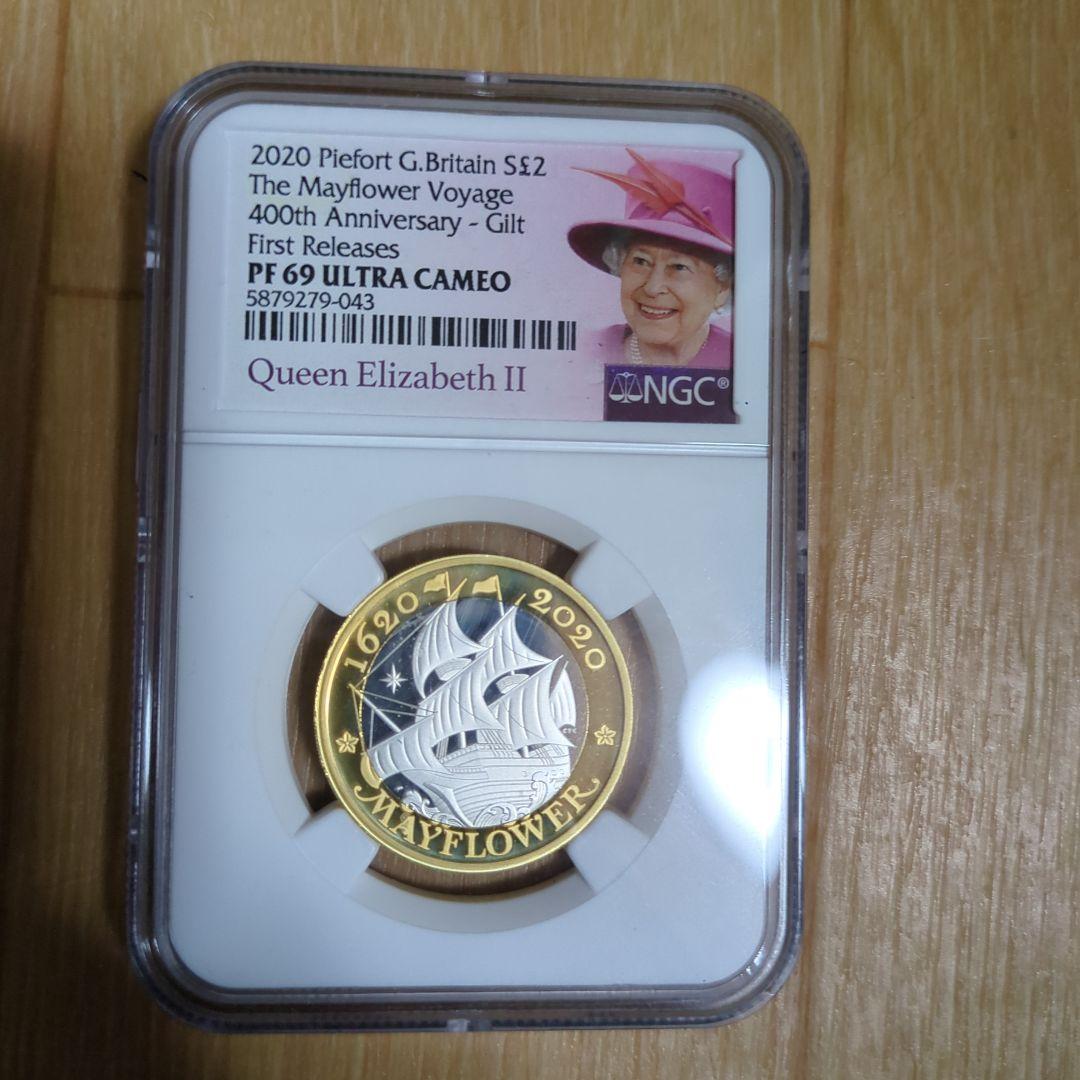 2020 Piefort G.Britain S£2
The Mayflower Voyage
400th Anniversary - Gilt
First Releases
PF 69 ULTRA CAMEO
5879279-043
Queen Elizabeth II
NGC®
1620 2020
MAYFLOWER